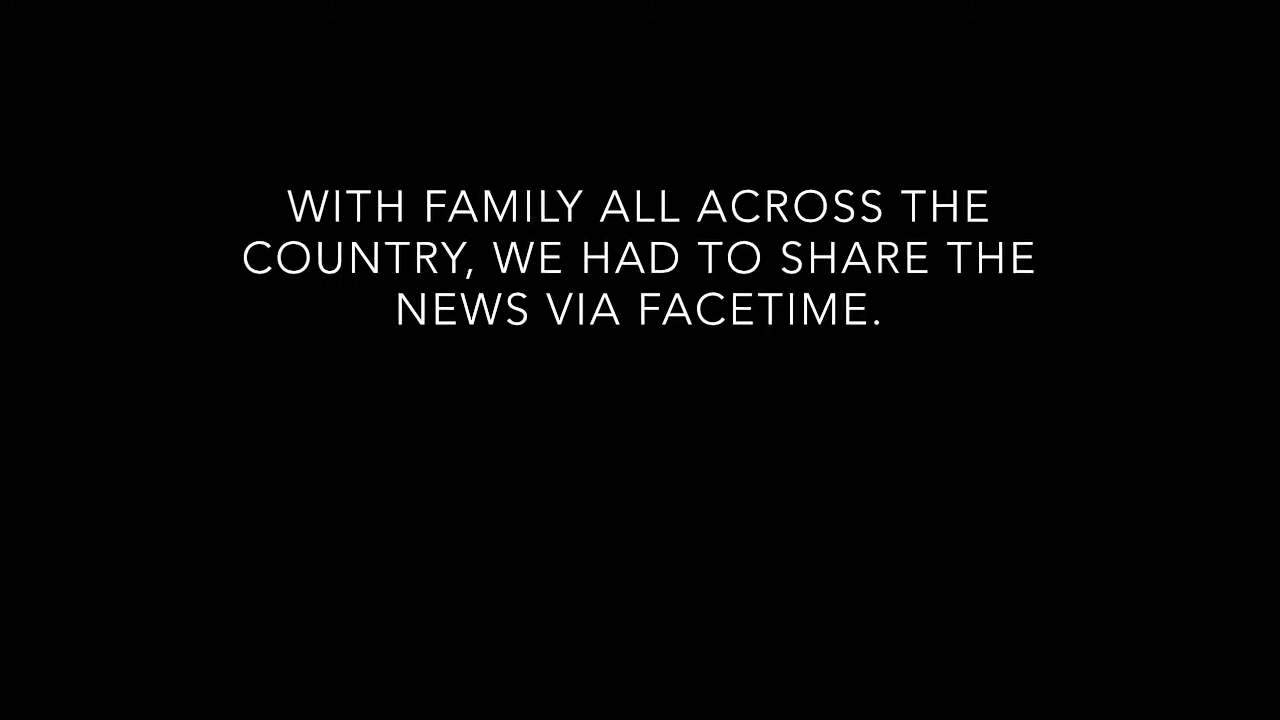 WITH FAMILY ALL ACROSS THE
COUNTRY, WE HAD TO SHARE THE
NEWS VIA FACETIME.